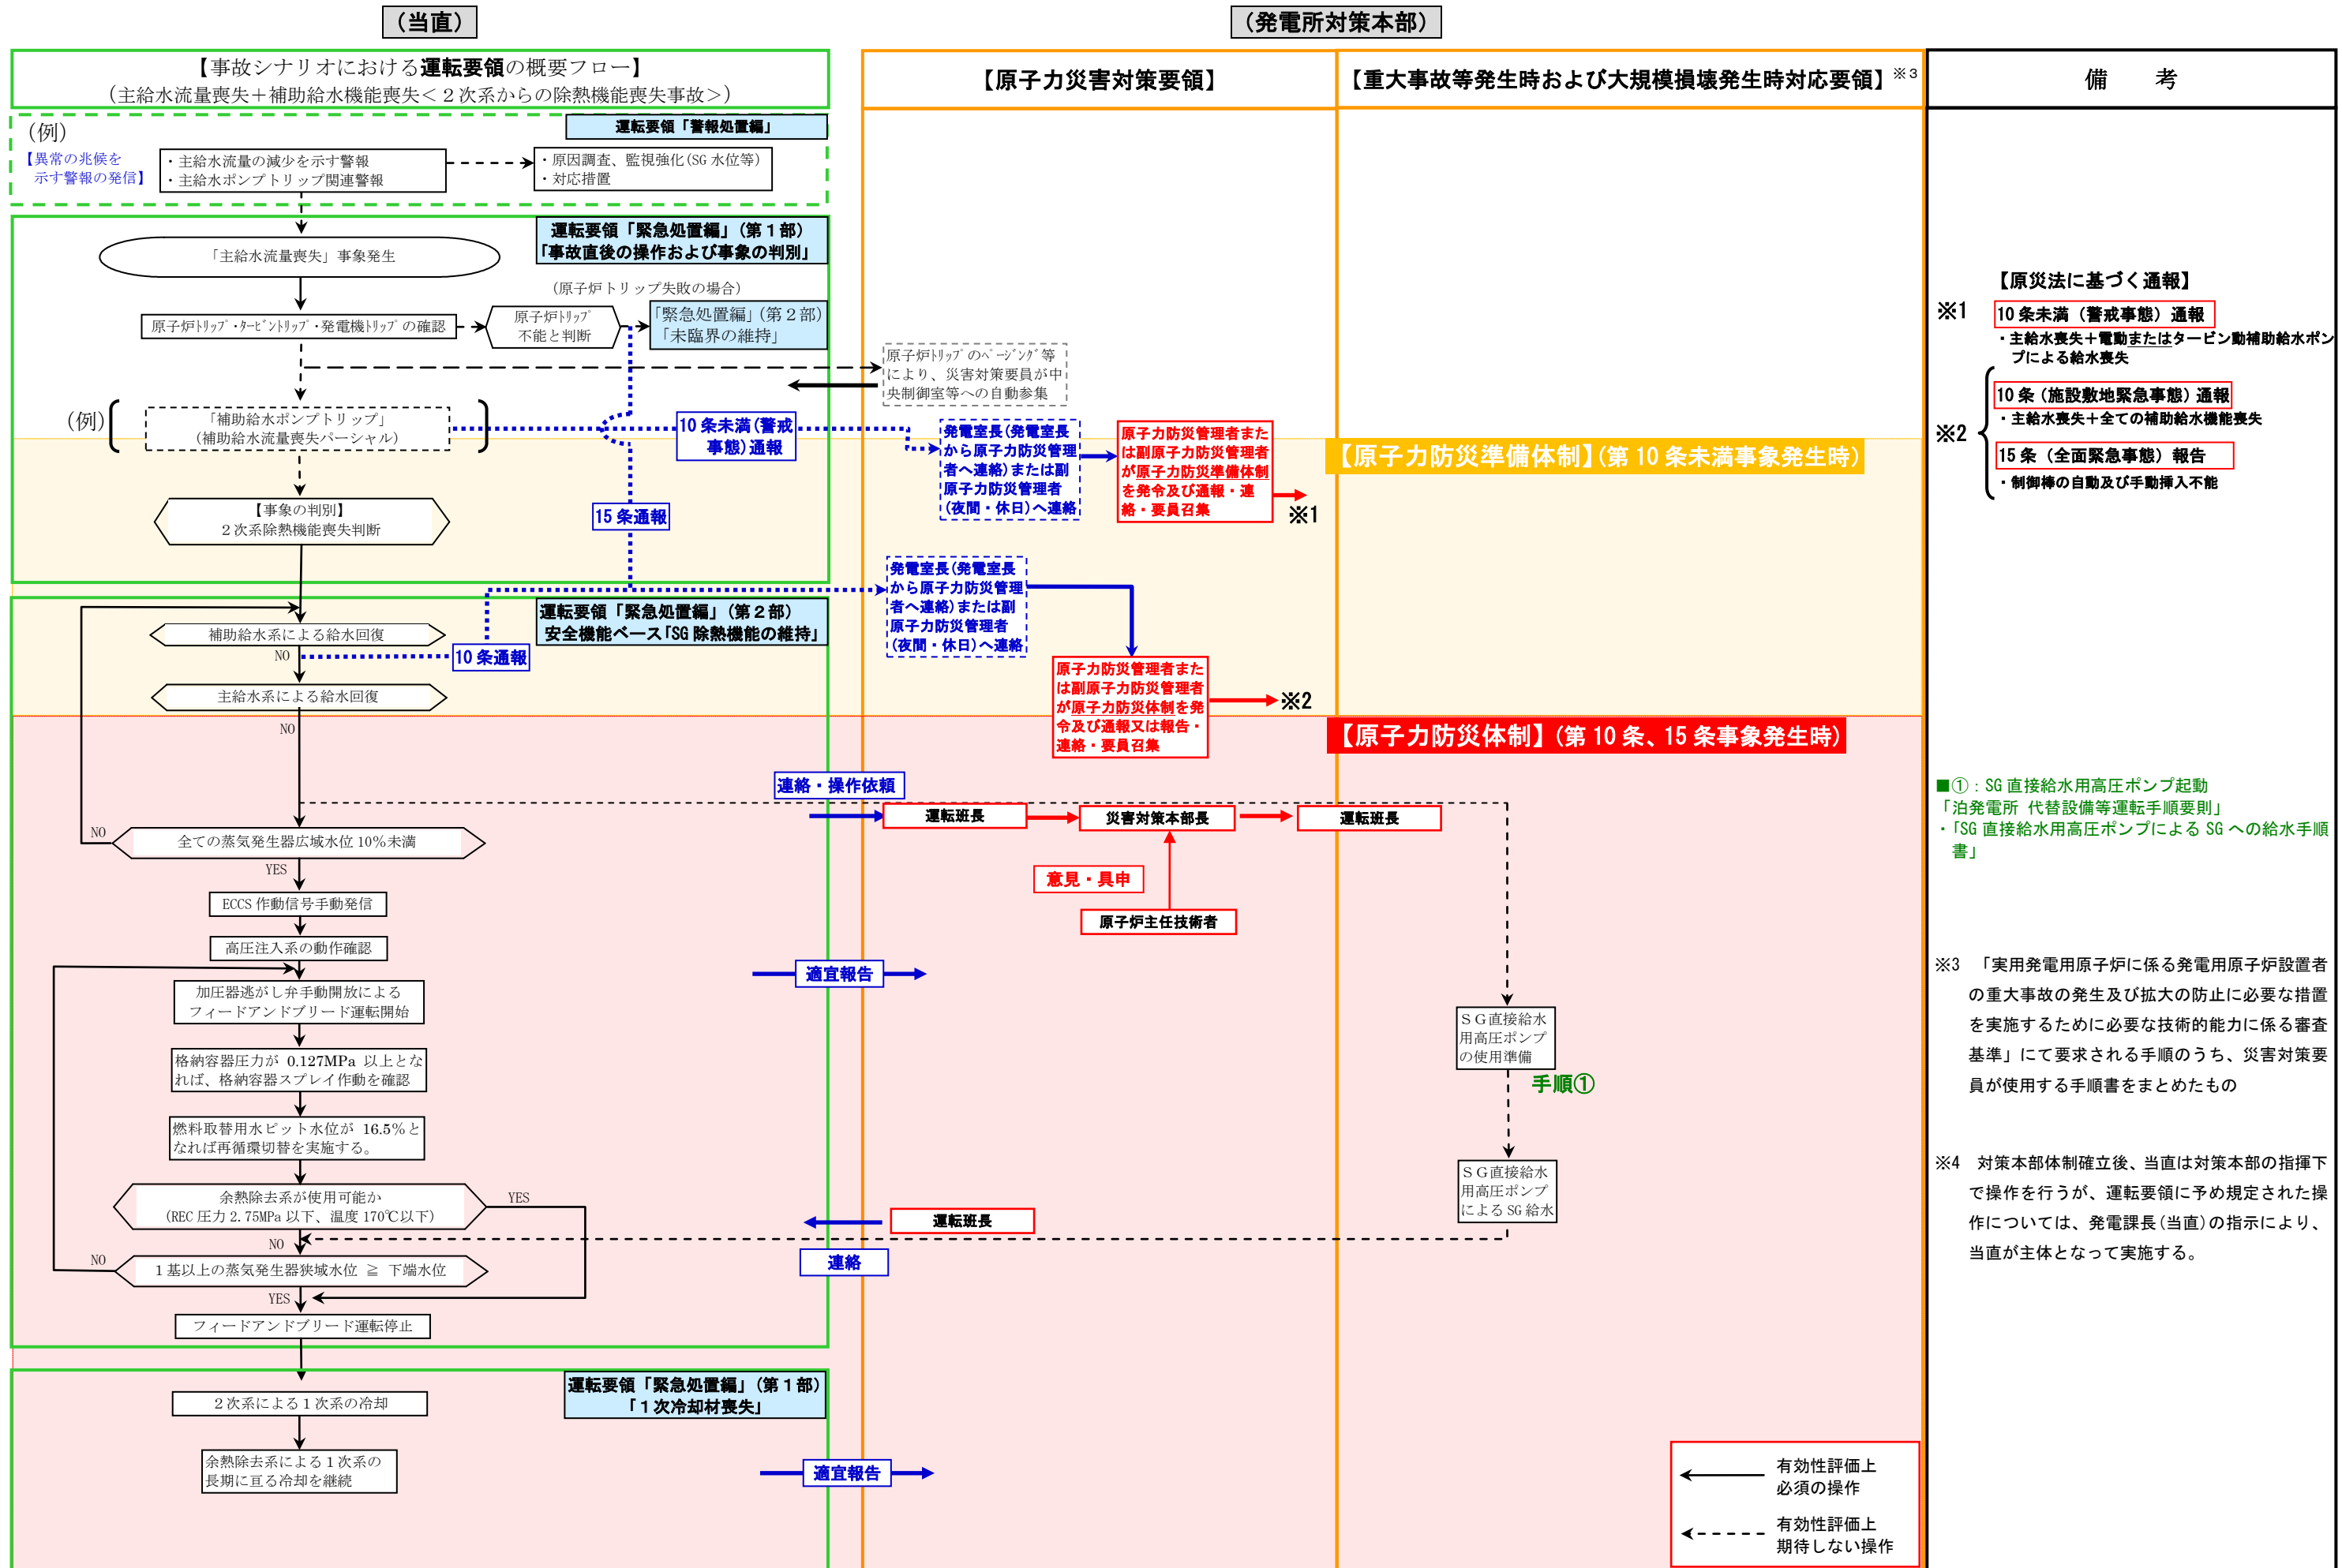 （当直）
（発電所対策本部）
【事故シナリオにおける運転要領の概要フロー】
（主給水流量喪失＋補助給水機能喪失＜２次系からの除熱機能喪失事故＞）
【原子力災害対策要領】
【重大事故等発生時および大規模損壊発生時対応要領】※３
備　　考
（例）
【異常の兆候を
示す警報の発信】
・主給水流量の減少を示す警報
・主給水ポンプトリップ関連警報
運転要領「警報処置編」
・原因調査、監視強化(SG 水位等)
・対応措置
運転要領「緊急処置編」（第１部）
「事故直後の操作および事象の判別」
「主給水流量喪失」事象発生
（原子炉トリップ失敗の場合）
原子炉ﾄﾘｯﾌﾟ･ﾀｰﾋﾞﾝﾄﾘｯﾌﾟ･発電機ﾄﾘｯﾌﾟの確認
原子炉ﾄﾘｯﾌﾟ
不能と判断
「緊急処置編」（第２部）
「未臨界の維持」
原子炉ﾄﾘｯﾌﾟのﾍﾟｰｼﾞﾝｸﾞ等
により、災害対策要員が中
央制御室等への自動参集
（例）
「補助給水ポンプトリップ」
（補助給水流量喪失パーシャル）
10 条未満（警戒
事態）通報
発電室長（発電室長
から原子力防災管理
者へ連絡）または副
原子力防災管理者
（夜間・休日）へ連絡
原子力防災管理者また
は副原子力防災管理者
が原子力防災準備体制
を発令及び通報・連
絡・要員召集
※1
【原子力防災準備体制】（第 10 条未満事象発生時）
【事象の判別】
２次系除熱機能喪失判断
15 条通報
発電室長（発電室長
から原子力防災管理
者へ連絡）または副
原子力防災管理者
（夜間・休日）へ連絡
運転要領「緊急処置編」（第２部）
安全機能ベース「SG 除熱機能の維持」
補助給水系による給水回復
NO
10 条通報
主給水系による給水回復
NO
原子力防災管理者また
は副原子力防災管理者
が原子力防災体制を発
令及び通報又は報告・
連絡・要員召集
※2
【原子力防災体制】（第 10 条、15 条事象発生時）
連絡・操作依頼
運転班長
災害対策本部長
運転班長
意見・具申
原子炉主任技術者
NO
全ての蒸気発生器広域水位 10％未満
YES
ECCS 作動信号手動発信
高圧注入系の動作確認
適宜報告
加圧器逃がし弁手動開放による
フィードアンドブリード運転開始
格納容器圧力が 0.127MPa 以上とな
れば、格納容器スプレイ作動を確認
燃料取替用水ピット水位が 16.5％と
なれば再循環切替を実施する。
ＳＧ直接給水
用高圧ポンプ
の使用準備
手順①
ＳＧ直接給水
用高圧ポンプ
による SG 給水
余熱除去系が使用可能か
（REC 圧力 2.75MPa 以下、温度 170℃以下）
YES
NO
運転班長
連絡
NO
１基以上の蒸気発生器狭域水位 ≧ 下端水位
YES
フィードアンドブリード運転停止
運転要領「緊急処置編」（第１部）
「１次冷却材喪失」
２次系による１次系の冷却
余熱除去系による１次系の
長期に亘る冷却を継続
適宜報告
有効性評価上
必須の操作
有効性評価上
期待しない操作
【原災法に基づく通報】
※1
10 条未満（警戒事態）通報
・主給水喪失＋電動またはタービン動補助給水ポン
プによる給水喪失
※2
10 条（施設敷地緊急事態）通報
・主給水喪失＋全ての補助給水機能喪失
15 条（全面緊急事態）報告
・制御棒の自動及び手動挿入不能
■①：SG 直接給水用高圧ポンプ起動
「泊発電所 代替設備等運転手順要則」
・「SG 直接給水用高圧ポンプによる SG への給水手順
書」
※3　「実用発電用原子炉に係る発電用原子炉設置者
の重大事故の発生及び拡大の防止に必要な措置
を実施するために必要な技術的能力に係る審査
基準」にて要求される手順のうち、災害対策要
員が使用する手順書をまとめたもの
※4　対策本部体制確立後、当直は対策本部の指揮下
で操作を行うが、運転要領に予め規定された操
作については、発電課長（当直）の指示により、
当直が主体となって実施する。